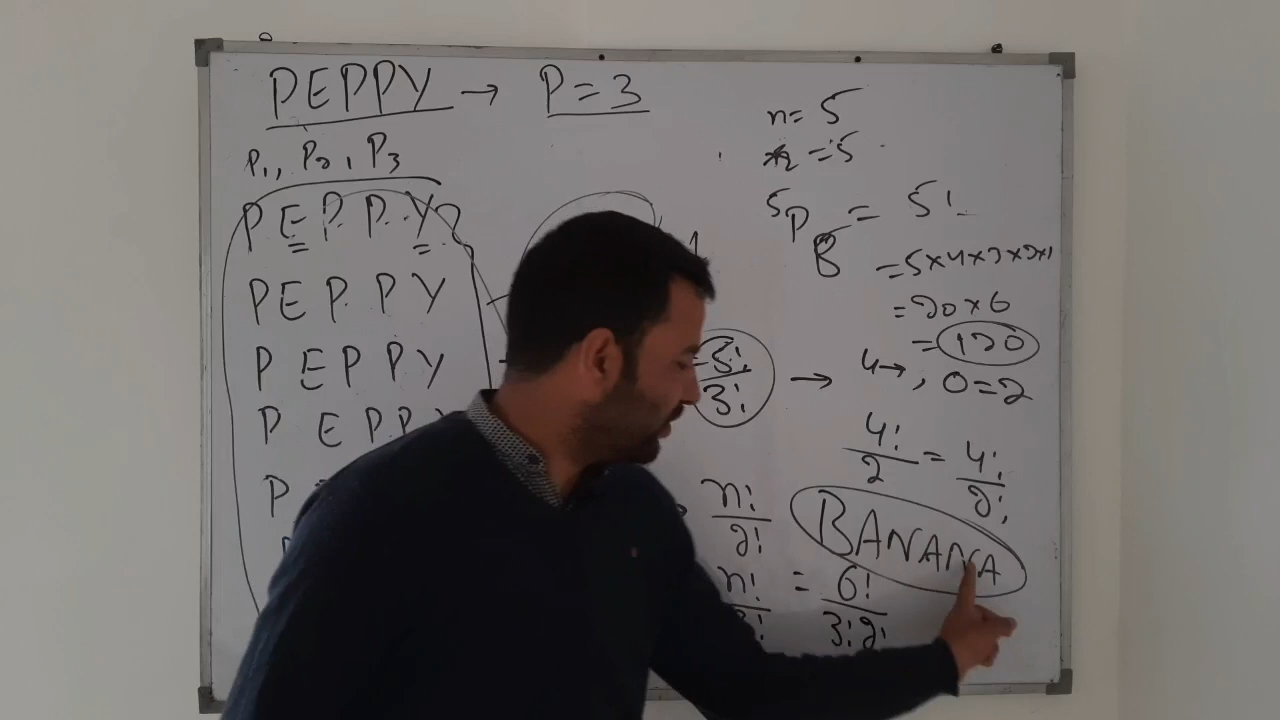 PEPPY → P=3
P₁, P₂, P₃
P E P P Y
P E P P Y
P E P P Y
P E P P
P
n= 5
r =5
⁵P₅ = 5!
=5×4×3×2×1
=20×6
=120
5!/3! →
4→, O=2
4!/2 = 4!/2!
n!/2!
BANANA
n!/3! = 6!/3!2!